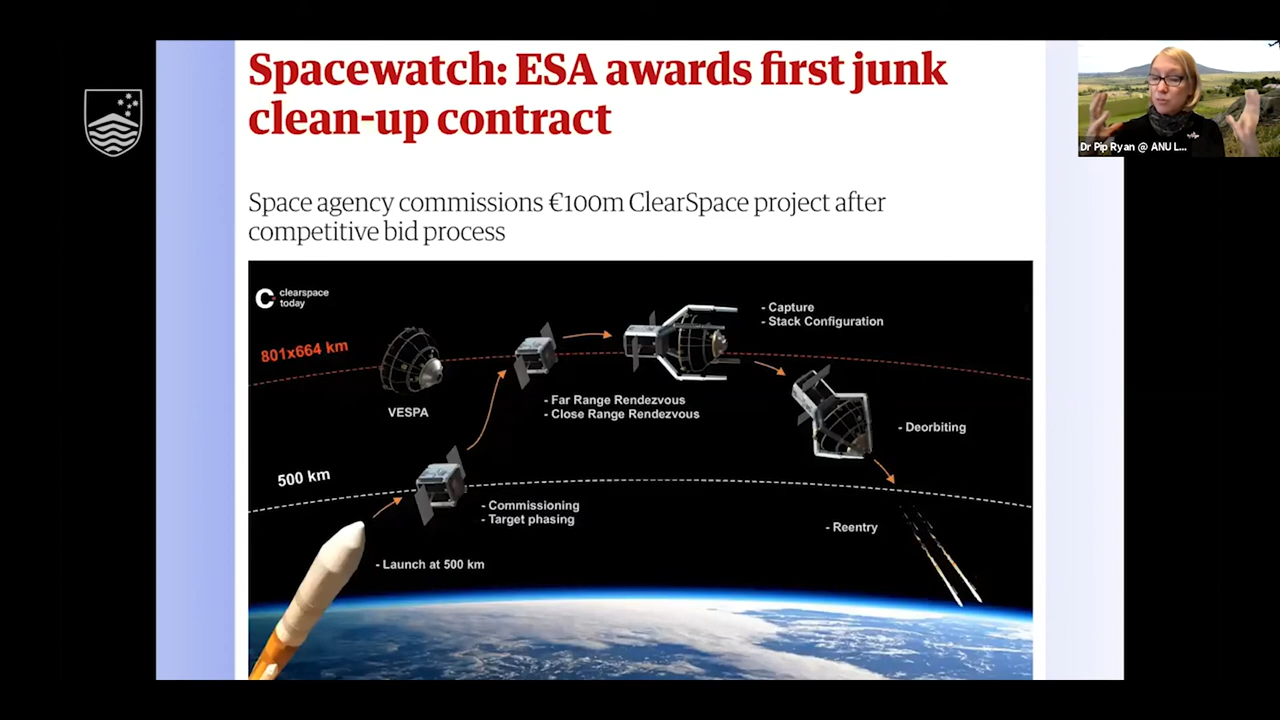 Spacewatch: ESA awards first junk
clean-up contract
Dr Pip Ryan @ ANU L...
Space agency commissions €100m ClearSpace project after
competitive bid process
clearspace
today
801x664 km
VESPA
- Far Range Rendezvous
- Close Range Rendezvous
- Capture
- Stack Configuration
- Deorbiting
500 km
- Commissioning
- Target phasing
- Launch at 500 km
- Reentry